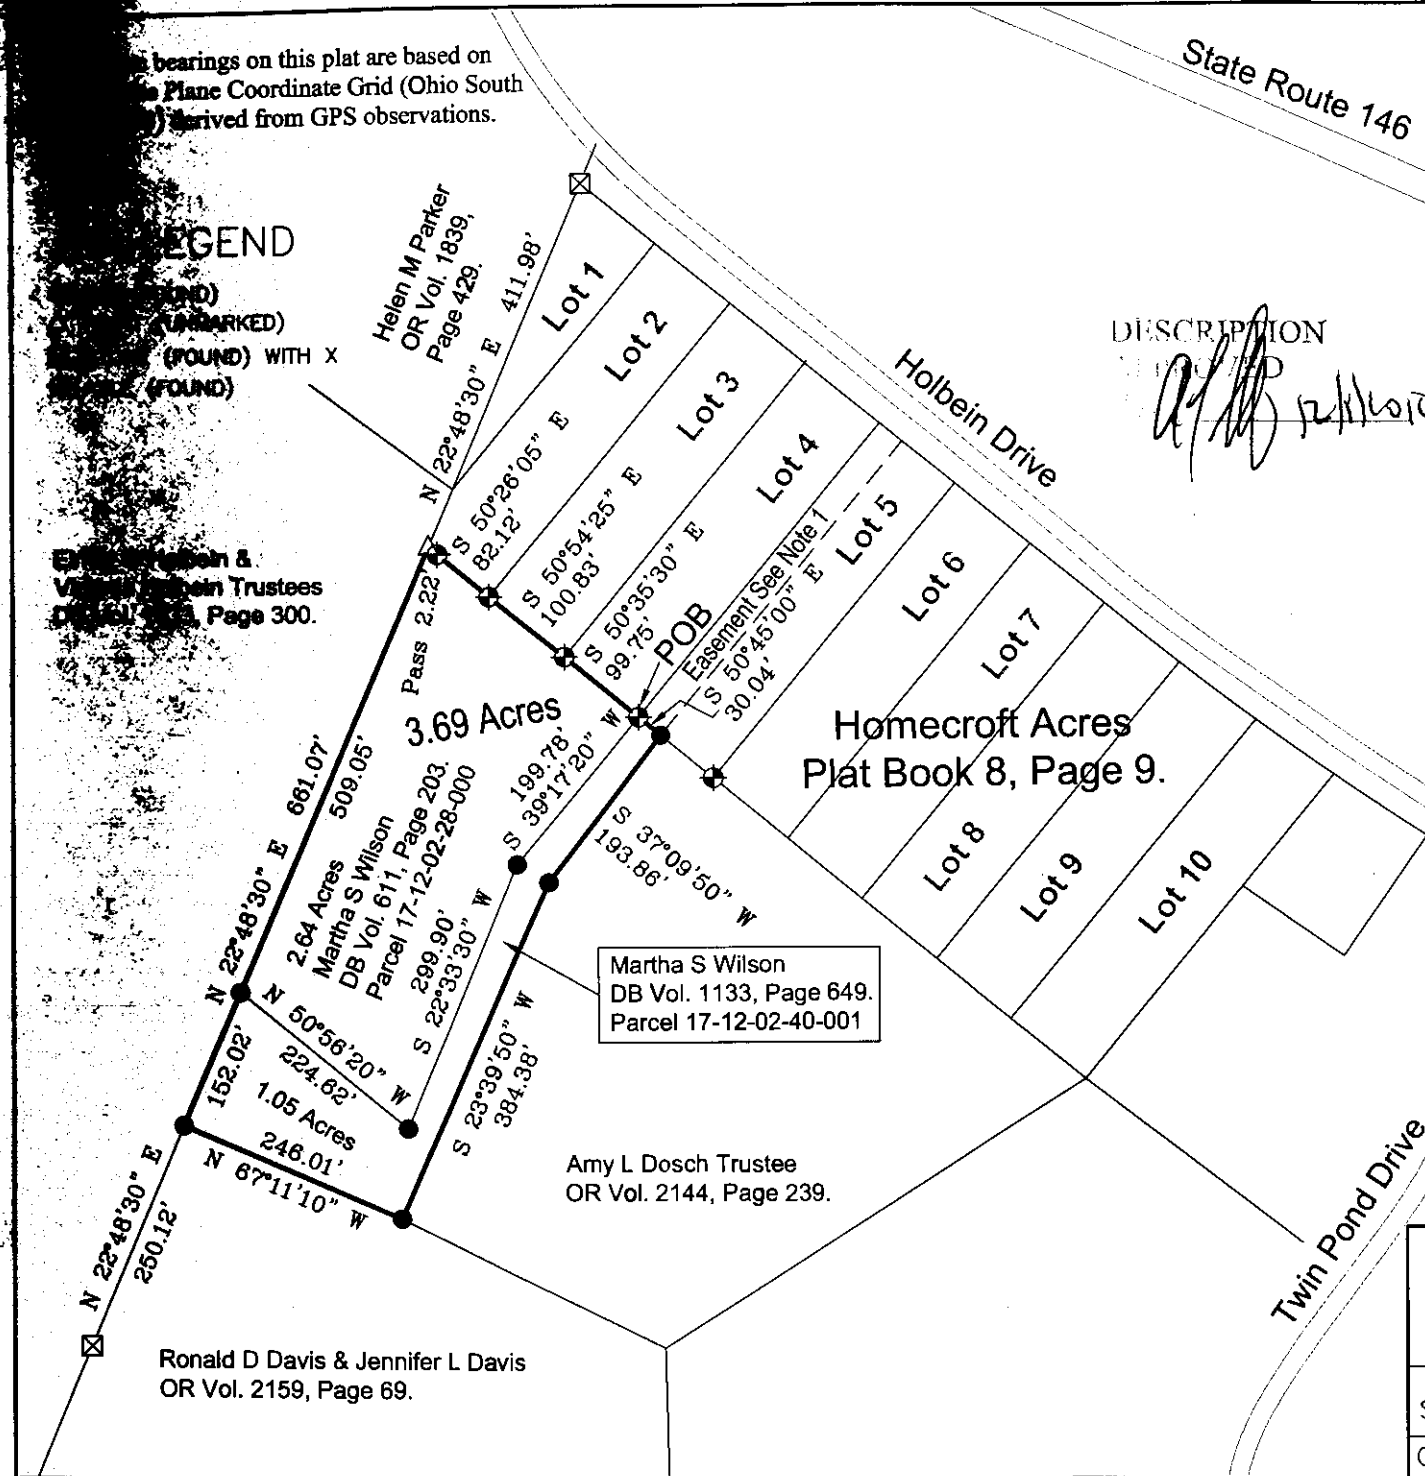 bearings on this plat are based on
Plane Coordinate Grid (Ohio South
derived from GPS observations.
State Route 146
LEGEND
(UNMARKED)
(FOUND) WITH X
(FOUND)
Helen M Parker
OR Vol. 1839,
Page 429.
N 22°48'30" E 411.98'
Lot 1
Lot 2
Lot 3
Lot 4
Lot 5
Lot 6
Lot 7
Lot 8
Lot 9
Lot 10
Holbein Drive
DESCRIPTION
S 50°26'05" E
82.12'
S 50°54'25" E
100.83'
S 50°35'30" E
99.75'
POB
Easement See Note 1
S 50°45'00" E
30.04'
&
Trustees
Page 300.
Pass 2.22
3.69 Acres
Homecroft Acres
Plat Book 8, Page 9.
N 22°48'30" E 661.07'
509.05'
2.64 Acres
Martha S Wilson
DB Vol. 611, Page 203.
Parcel 17-12-02-28-000
199.78'
S 39°17'20" W
S 37°09'50" W
193.86'
299.90'
S 22°33'30" W
Martha S Wilson
DB Vol. 1133, Page 649.
Parcel 17-12-02-40-001
N 50°56'20" W
224.62'
152.02'
1.05 Acres
246.01'
N 67°11'10" W
S 23°39'50" W
384.38'
Amy L Dosch Trustee
OR Vol. 2144, Page 239.
N 22°48'30" E
250.12'
Ronald D Davis & Jennifer L Davis
OR Vol. 2159, Page 69.
Twin Pond Drive